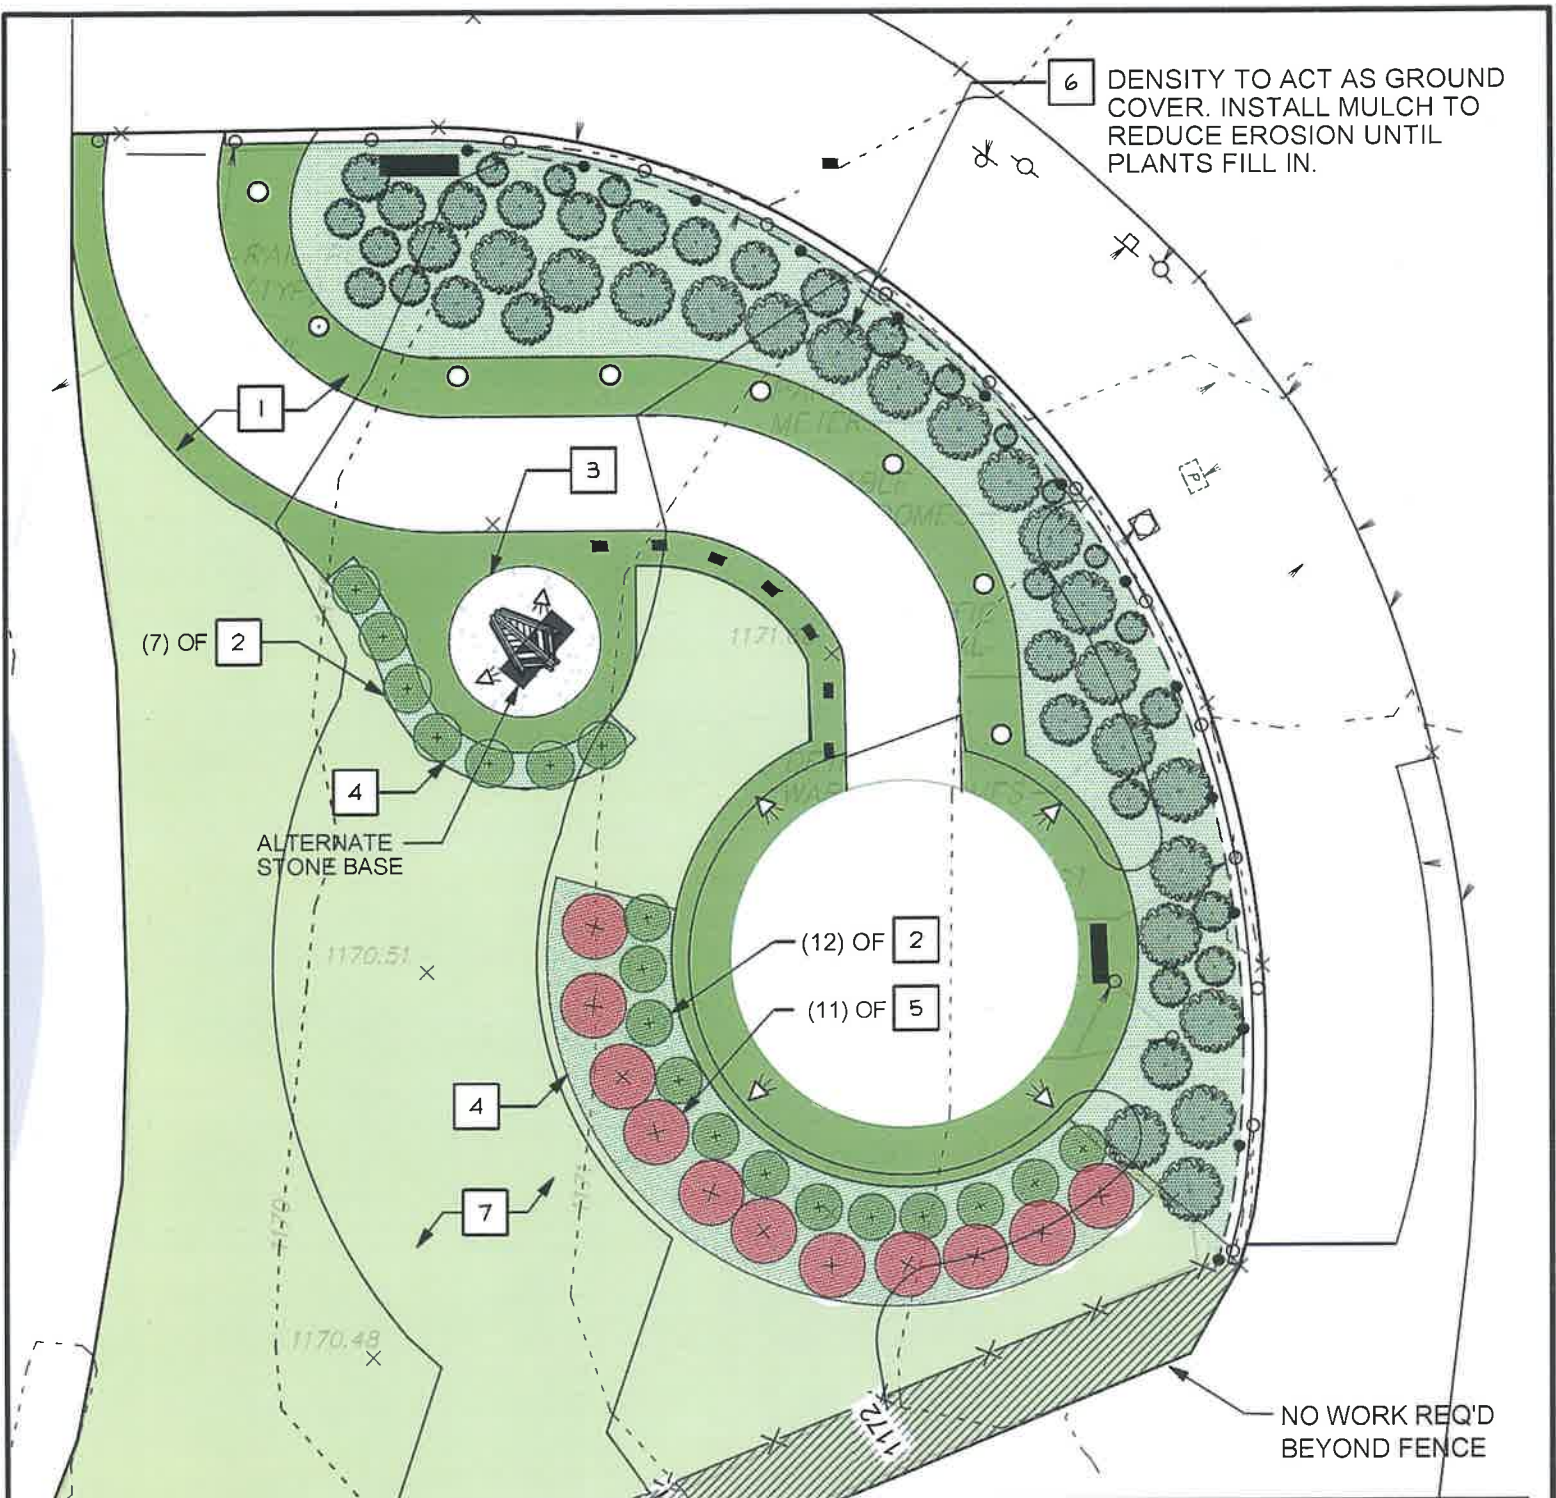 6
DENSITY TO ACT AS GROUND
COVER. INSTALL MULCH TO
REDUCE EROSION UNTIL
PLANTS FILL IN.
1
3
METER
(7) OF 2
4
ALTERNATE
STONE BASE
(12) OF 2
1170.51
(11) OF 5
4
7
1170
1170.48
1172
NO WORK REQ'D
BEYOND FENCE
P